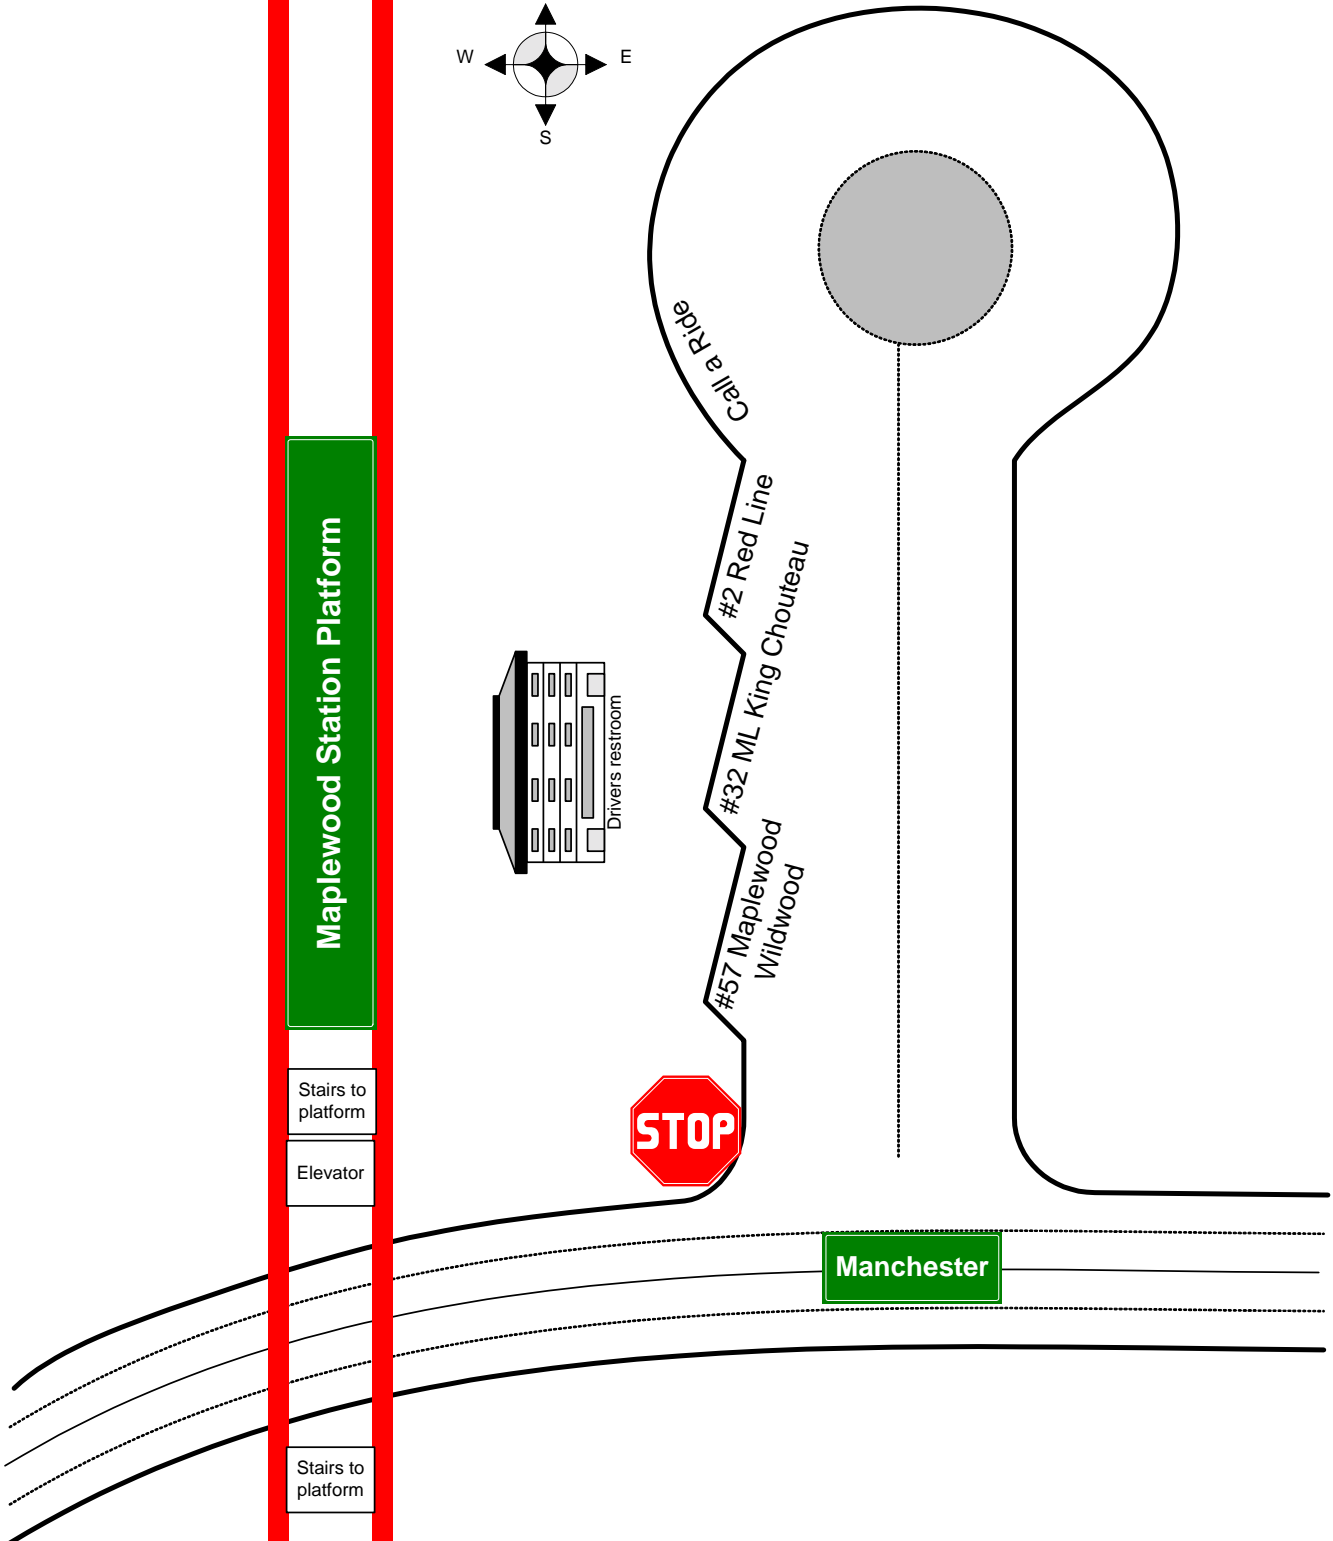 W
E
S
Call a Ride
#2 Red Line
#32 ML King Chouteau
#57 Maplewood
Wildwood
Maplewood Station Platform
Drivers restroom
Stairs to
platform
STOP
Elevator
Manchester
Stairs to
platform